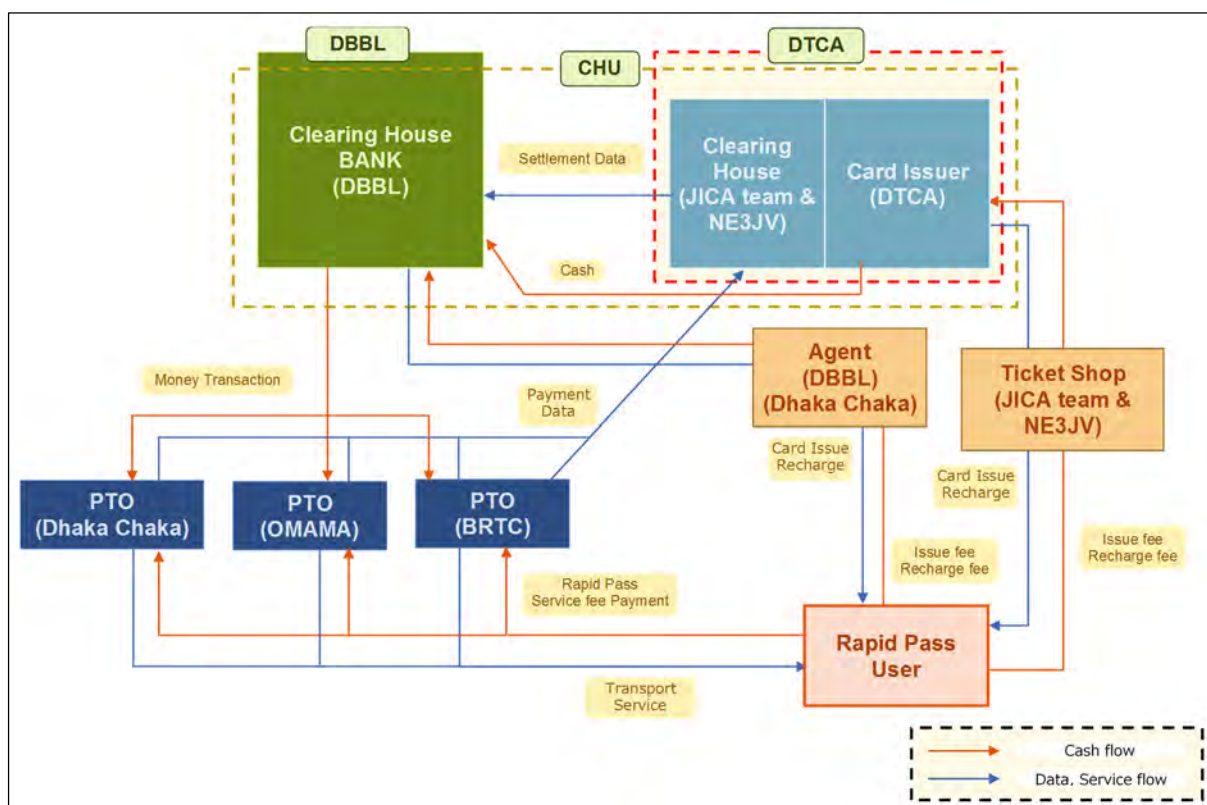 DBBL
DTCA
CHU
Clearing House
BANK
(DBBL)
Settlement Data
Clearing
House
(JICA team &
NE3JV)
Card Issuer
(DTCA)
Cash
Agent
(DBBL)
(Dhaka Chaka)
Ticket Shop
(JICA team &
NE3JV)
Money Transaction
Payment
Data
Card Issue
Recharge
Card Issue
Recharge
PTO
(Dhaka Chaka)
PTO
(OMAMA)
PTO
(BRTC)
Issue fee
Recharge fee
Issue fee
Recharge fee
Rapid Pass
Service fee Payment
Rapid Pass
User
Transport
Service
Cash flow
Data, Service flow